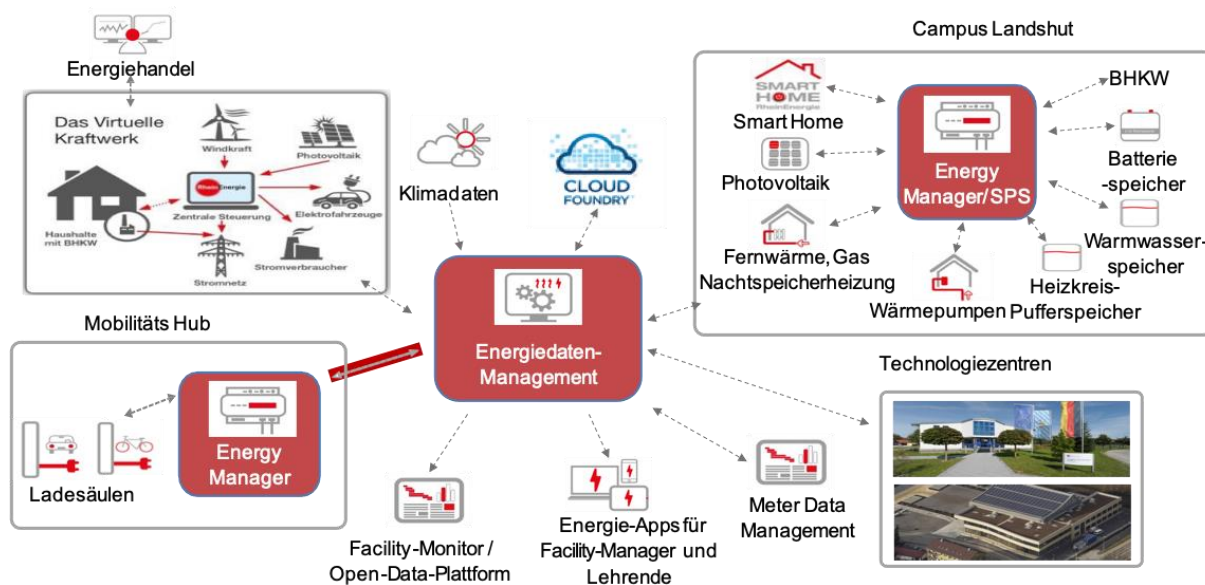 Energiehandel
Das Virtuelle
Kraftwerk
Windkraft
Photovoltaik
RheinEnergie
Zentrale Steuerung
Elektrofahrzeuge
Haushalte
mit BHKW
Stromverbraucher
Stromnetz
Klimadaten
CLOUD
FOUNDRY
Campus Landshut
SMART
HOME
RheinEnergie
Smart Home
Photovoltaik
Fernwärme, Gas
Nachtspeicherheizung
Energy
Manager/SPS
BHKW
Batterie
-speicher
Warmwasser-
speicher
Heizkreis-
Pufferspeicher
Wärmepumpen
Mobilitäts Hub
Ladesäulen
Energy
Manager
Energiedaten-
Management
Technologiezentren
Facility-Monitor /
Open-Data-Plattform
Energie-Apps für
Facility-Manager und
Lehrende
Meter Data
Management